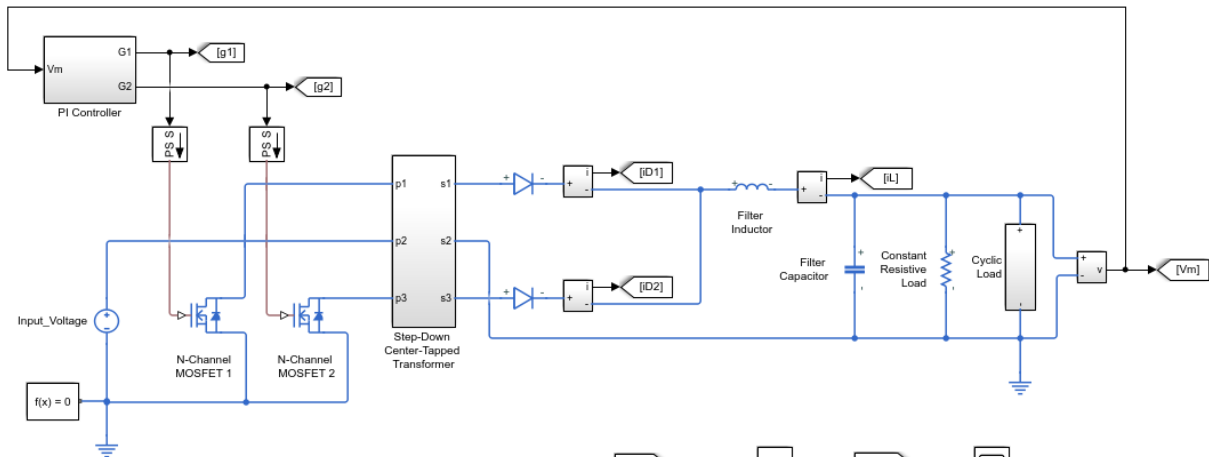 G1
[g1]
Vm
G2
[g2]
PI Controller
PS S
PS S
p1
s1
+
-
+
i
-
[iD1]
+
-
+
i
-
[iL]
Filter
Inductor
p2
s2
Filter
Capacitor
+
-
Constant
Resistive
Load
+
-
Cyclic
Load
+
-
+
-
v
[Vm]
p3
s3
+
-
+
i
-
[iD2]
Input_Voltage
+
-
N-Channel
MOSFET 1
N-Channel
MOSFET 2
Step-Down
Center-Tapped
Transformer
f(x) = 0